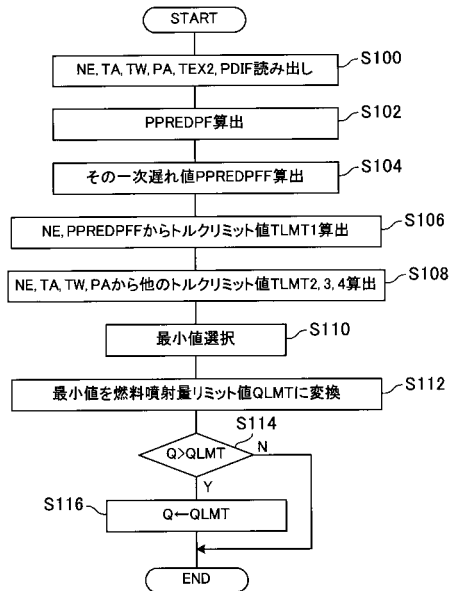 START
NE, TA, TW, PA, TEX2, PDIF読み出し
S100
PPREDPF算出
S102
その一次遅れ値PPREDPFF算出
S104
NE, PPREDPFFからトルクリミット値TLMT1算出
S106
NE, TA, TW, PAから他のトルクリミット値TLMT2, 3, 4算出
S108
最小値選択
S110
最小値を燃料噴射量リミット値QLMTに変換
S112
S114
Q>QLMT
N
Y
S116
Q←QLMT
END